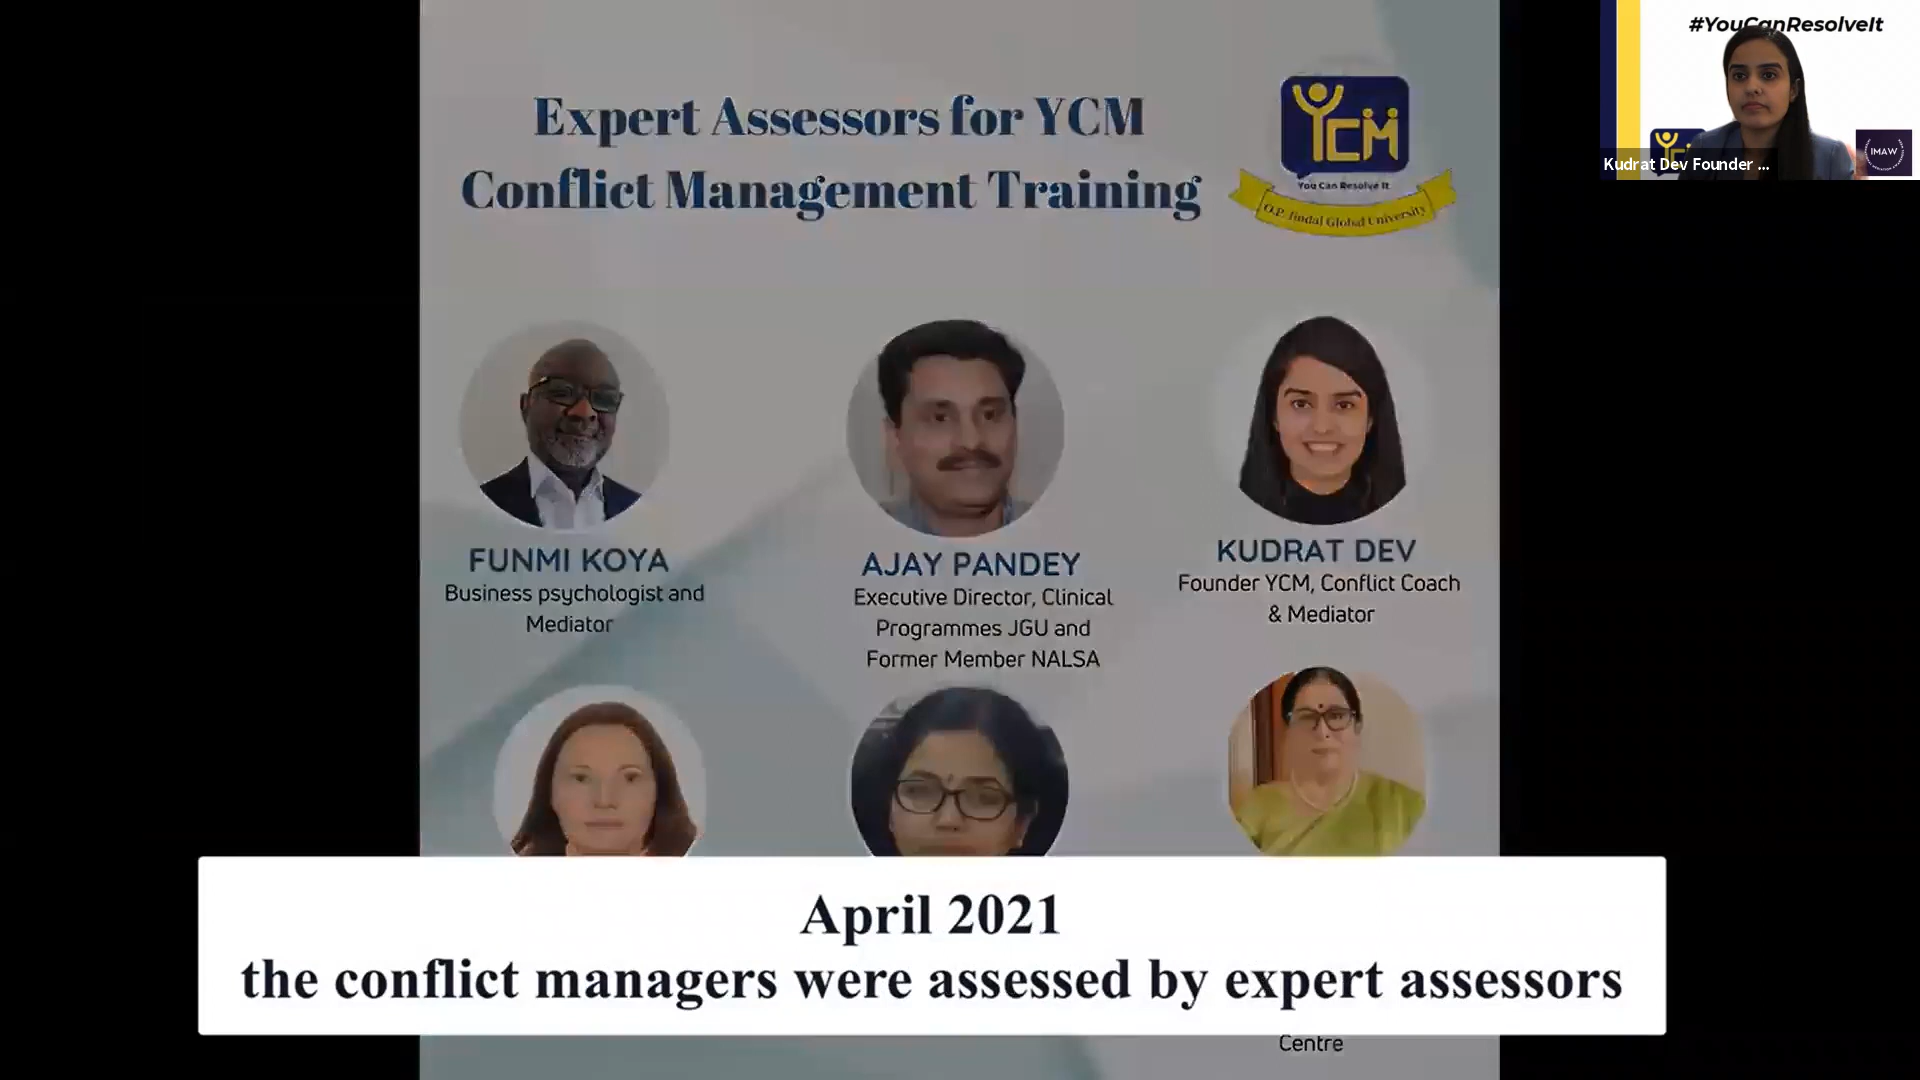 #YouCanResolveIt
Kudrat Dev Founder ...
IMAW
Expert Assessors for YCM
Conflict Management Training
YCM
You Can Resolve It
O.P. Jindal Global University
FUNMI KOYA
Business psychologist and
Mediator
AJAY PANDEY
Executive Director, Clinical
Programmes JGU and
Former Member NALSA
KUDRAT DEV
Founder YCM, Conflict Coach
& Mediator
April 2021
the conflict managers were assessed by expert assessors
Centre